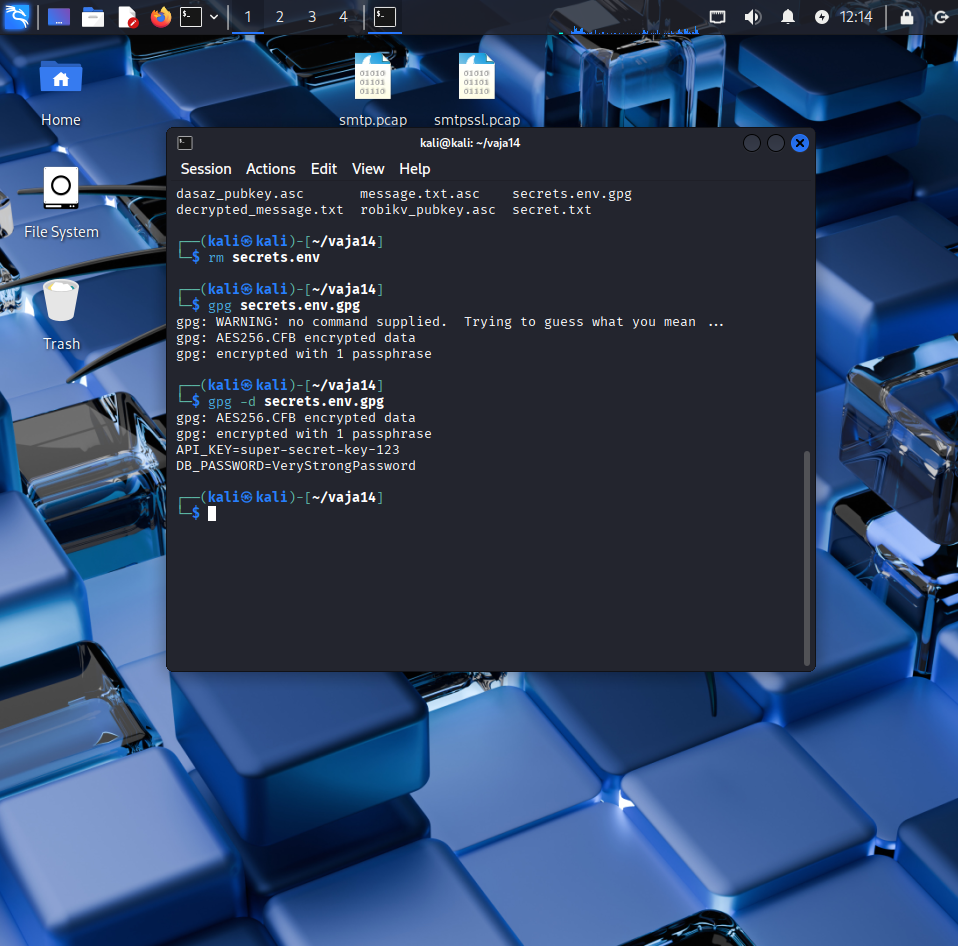 1 2 3 4 12:14
Home
smtp.pcap smtpssl.pcap
File System
Trash
kali@kali: ~/vaja14
Session Actions Edit View Help
dasaz_pubkey.asc message.txt.asc secrets.env.gpg
decrypted_message.txt robikv_pubkey.asc secret.txt
┌──(kali㉿kali)-[~/vaja14]
└─$ rm secrets.env
┌──(kali㉿kali)-[~/vaja14]
└─$ gpg secrets.env.gpg
gpg: WARNING: no command supplied.  Trying to guess what you mean ...
gpg: AES256.CFB encrypted data
gpg: encrypted with 1 passphrase
┌──(kali㉿kali)-[~/vaja14]
└─$ gpg -d secrets.env.gpg
gpg: AES256.CFB encrypted data
gpg: encrypted with 1 passphrase
API_KEY=super-secret-key-123
DB_PASSWORD=VeryStrongPassword
┌──(kali㉿kali)-[~/vaja14]
└─$